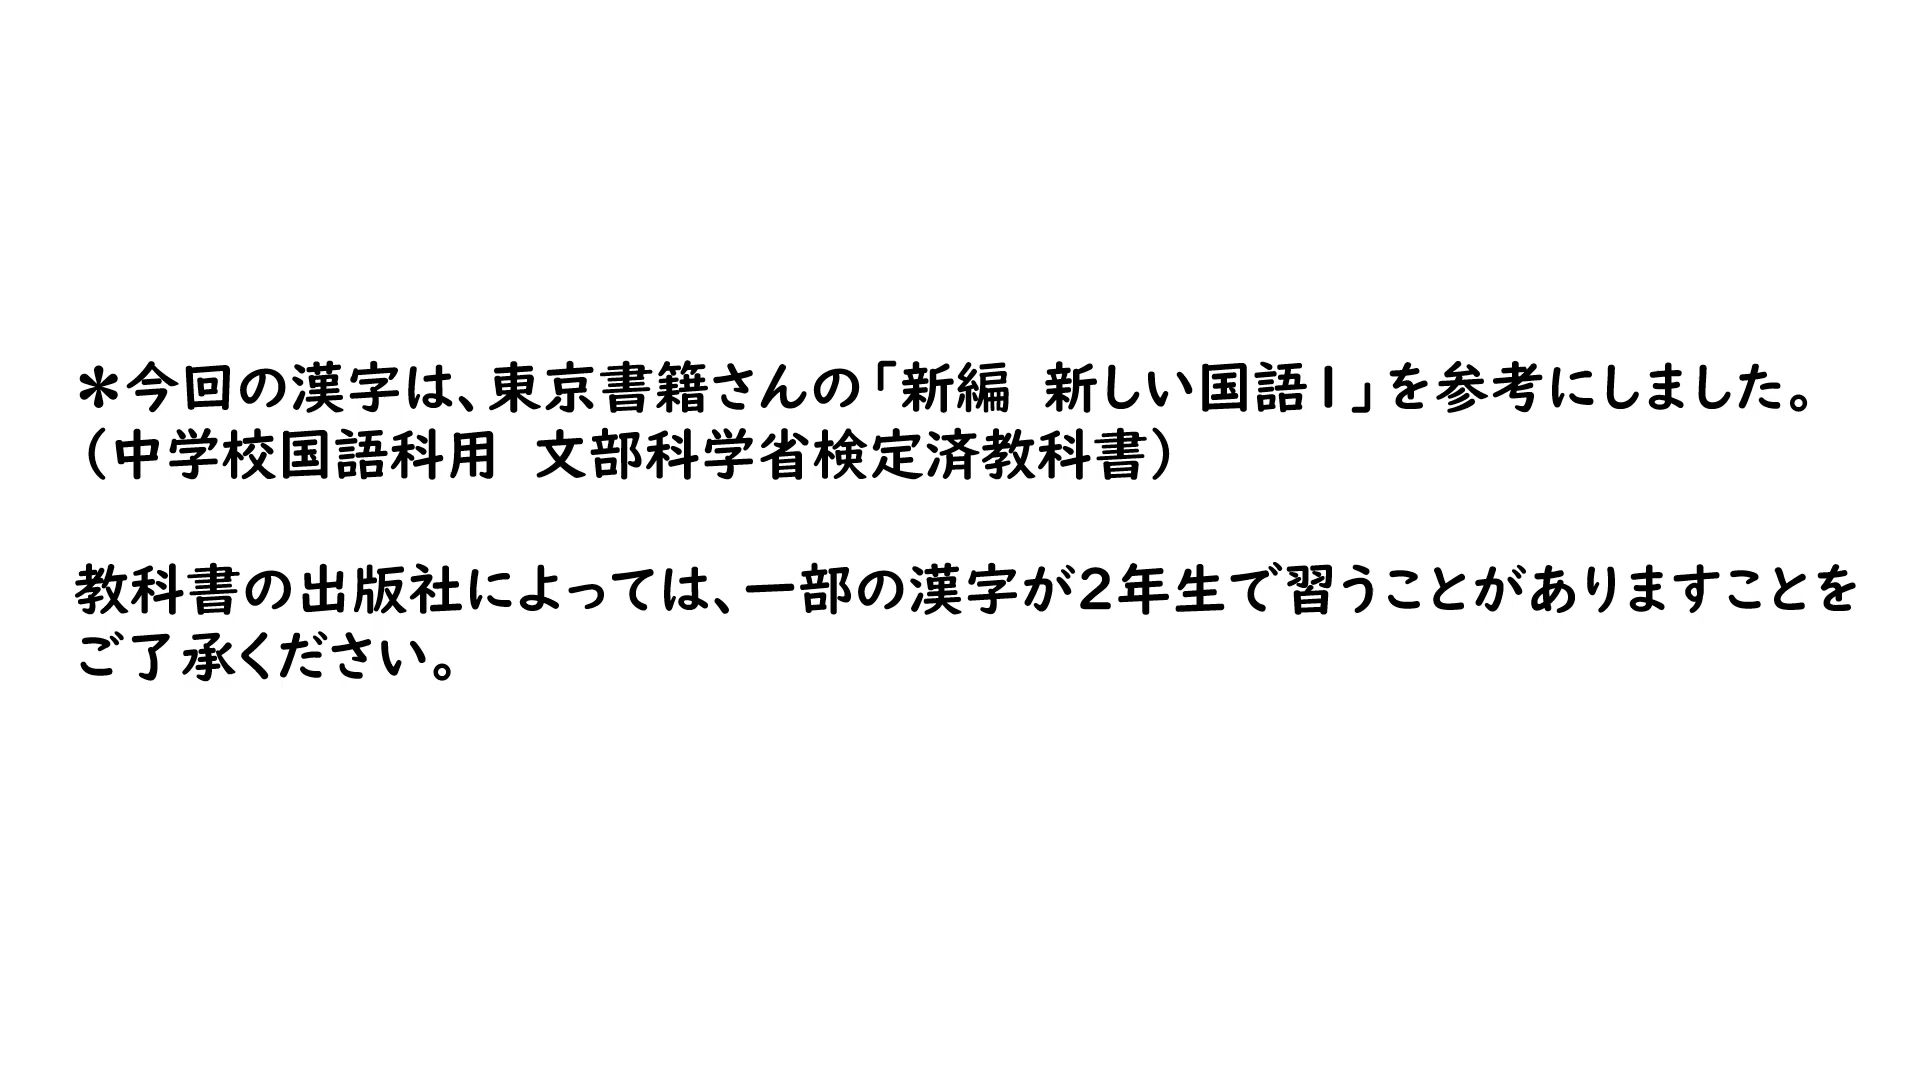 ＊今回の漢字は、東京書籍さんの「新編　新しい国語１」を参考にしました。
（中学校国語科用　文部科学省検定済教科書）
教科書の出版社によっては、一部の漢字が２年生で習うことがありますことを
ご了承ください。